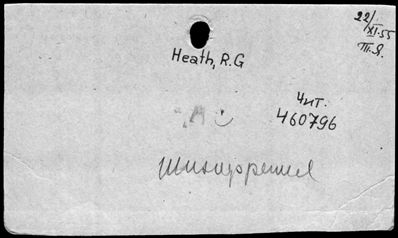 22/XI.55
П.Я.
Heath, R.G
Чит.
460796
Шизофрения